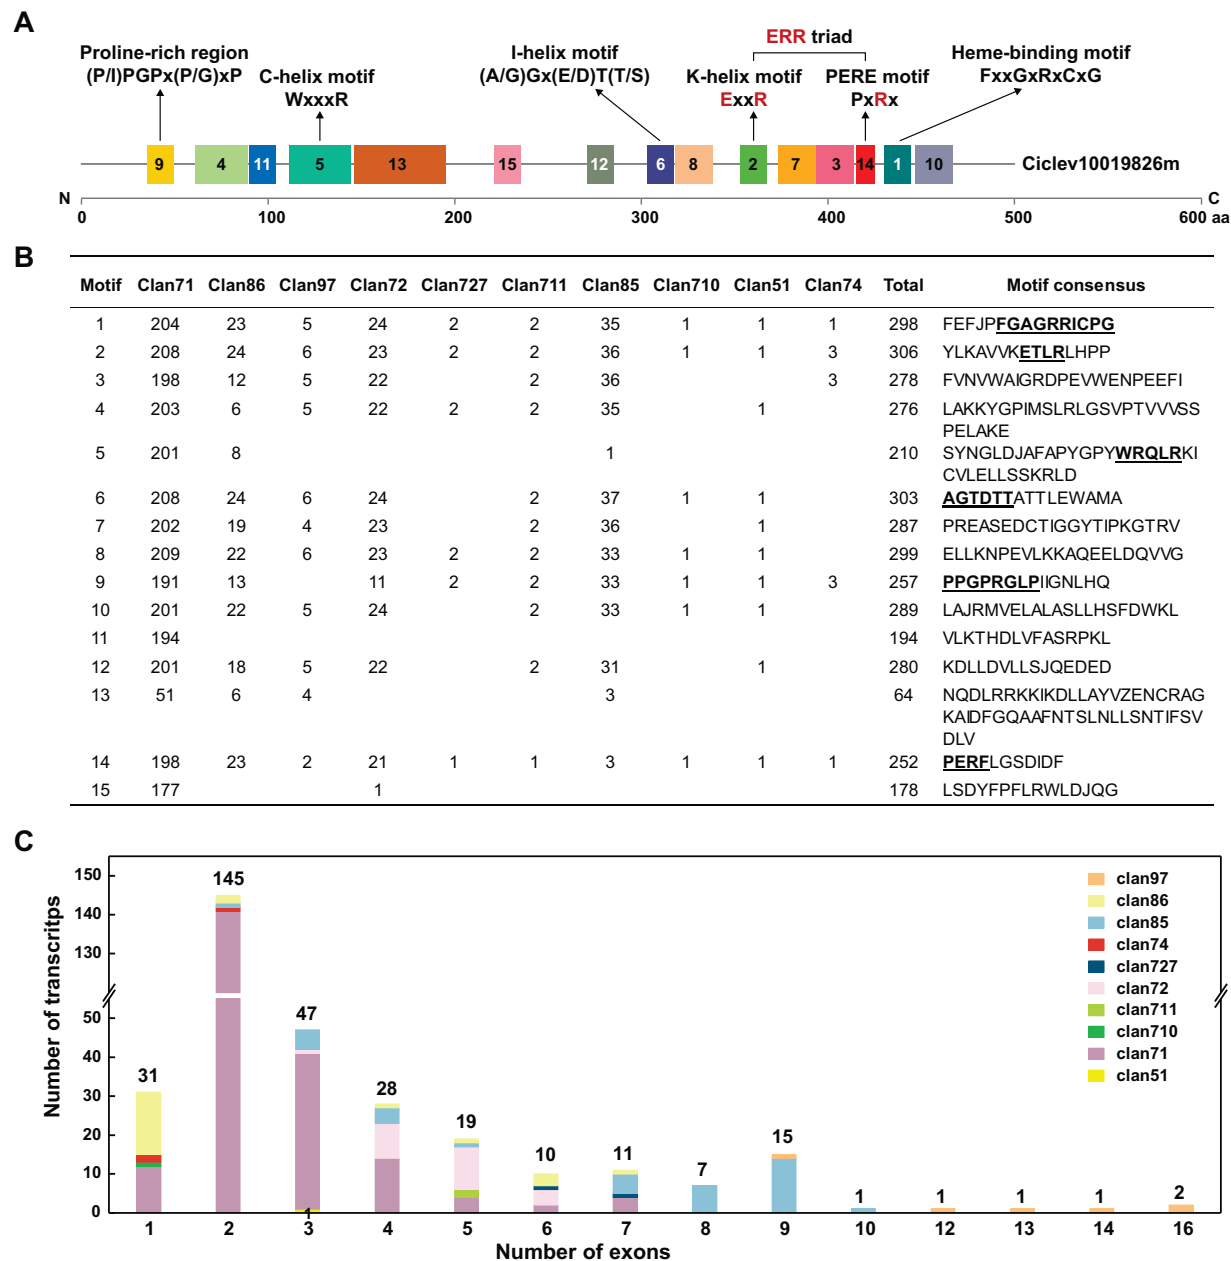 A
ERR triad
Proline-rich region
(P/I)PGPx(P/G)xP
C-helix motif
WxxxR
I-helix motif
(A/G)Gx(E/D)T(T/S)
K-helix motif
ExxR
PERE motif
PxRx
Heme-binding motif
FxxGxRxCxG
9 4 11 5 13 15 12 6 8 2 7 3 14 1 10 Ciclev10019826m
N C
0 100 200 300 400 500 600 aa
B
Motif Clan71 Clan86 Clan97 Clan72 Clan727 Clan711 Clan85 Clan710 Clan51 Clan74 Total Motif consensus
1 204 23 5 24 2 2 35 1 1 1 298 FEFJPFGAGRRICPG
2 208 24 6 23 2 2 36 1 1 3 306 YLKAVVKETLRLHPP
3 198 12 5 22 2 36 3 278 FVNVWAIGRDPEVWENPEEFI
4 203 6 5 22 2 2 35 1 276 LAKKYGPIMSLRLGSVPTVVVSS
PELAKE
5 201 8 1 210 SYNGLDJAFAPYGPYWRQLRKI
CVLELLSSKRLD
6 208 24 6 24 2 37 1 1 303 AGTDTTATTLEWAMA
7 202 19 4 23 2 36 1 287 PREASEDCTIGGYTIPKGTRV
8 209 22 6 23 2 2 33 1 1 299 ELLKNPEVLKKAQEELDQVVG
9 191 13 11 2 2 33 1 1 3 257 PPGPRGLPIIGNLHQ
10 201 22 5 24 2 33 1 1 289 LAJRMVELALASLLHSFDWKL
11 194 194 VLKTHDLVFASRPKL
12 201 18 5 22 2 31 1 280 KDLLDVLLSJQEDED
13 51 6 4 3 64 NQDLRRKKIKDLLAYVZENCRAG
KAIDFGQAAFNTSLNLLSNTIFSV
DLV
14 198 23 2 21 1 1 3 1 1 1 252 PERFLGSDIDF
15 177 1 178 LSDYFPFLRWLDJQG
C
Number of transcritps
150
140
130
50
40
30
20
10
0
31
145
47
1
28
19
10
11
7
15
1
1
1
1
2
clan97
clan86
clan85
clan74
clan727
clan72
clan711
clan710
clan71
clan51
1 2 3 4 5 6 7 8 9 10 12 13 14 16
Number of exons